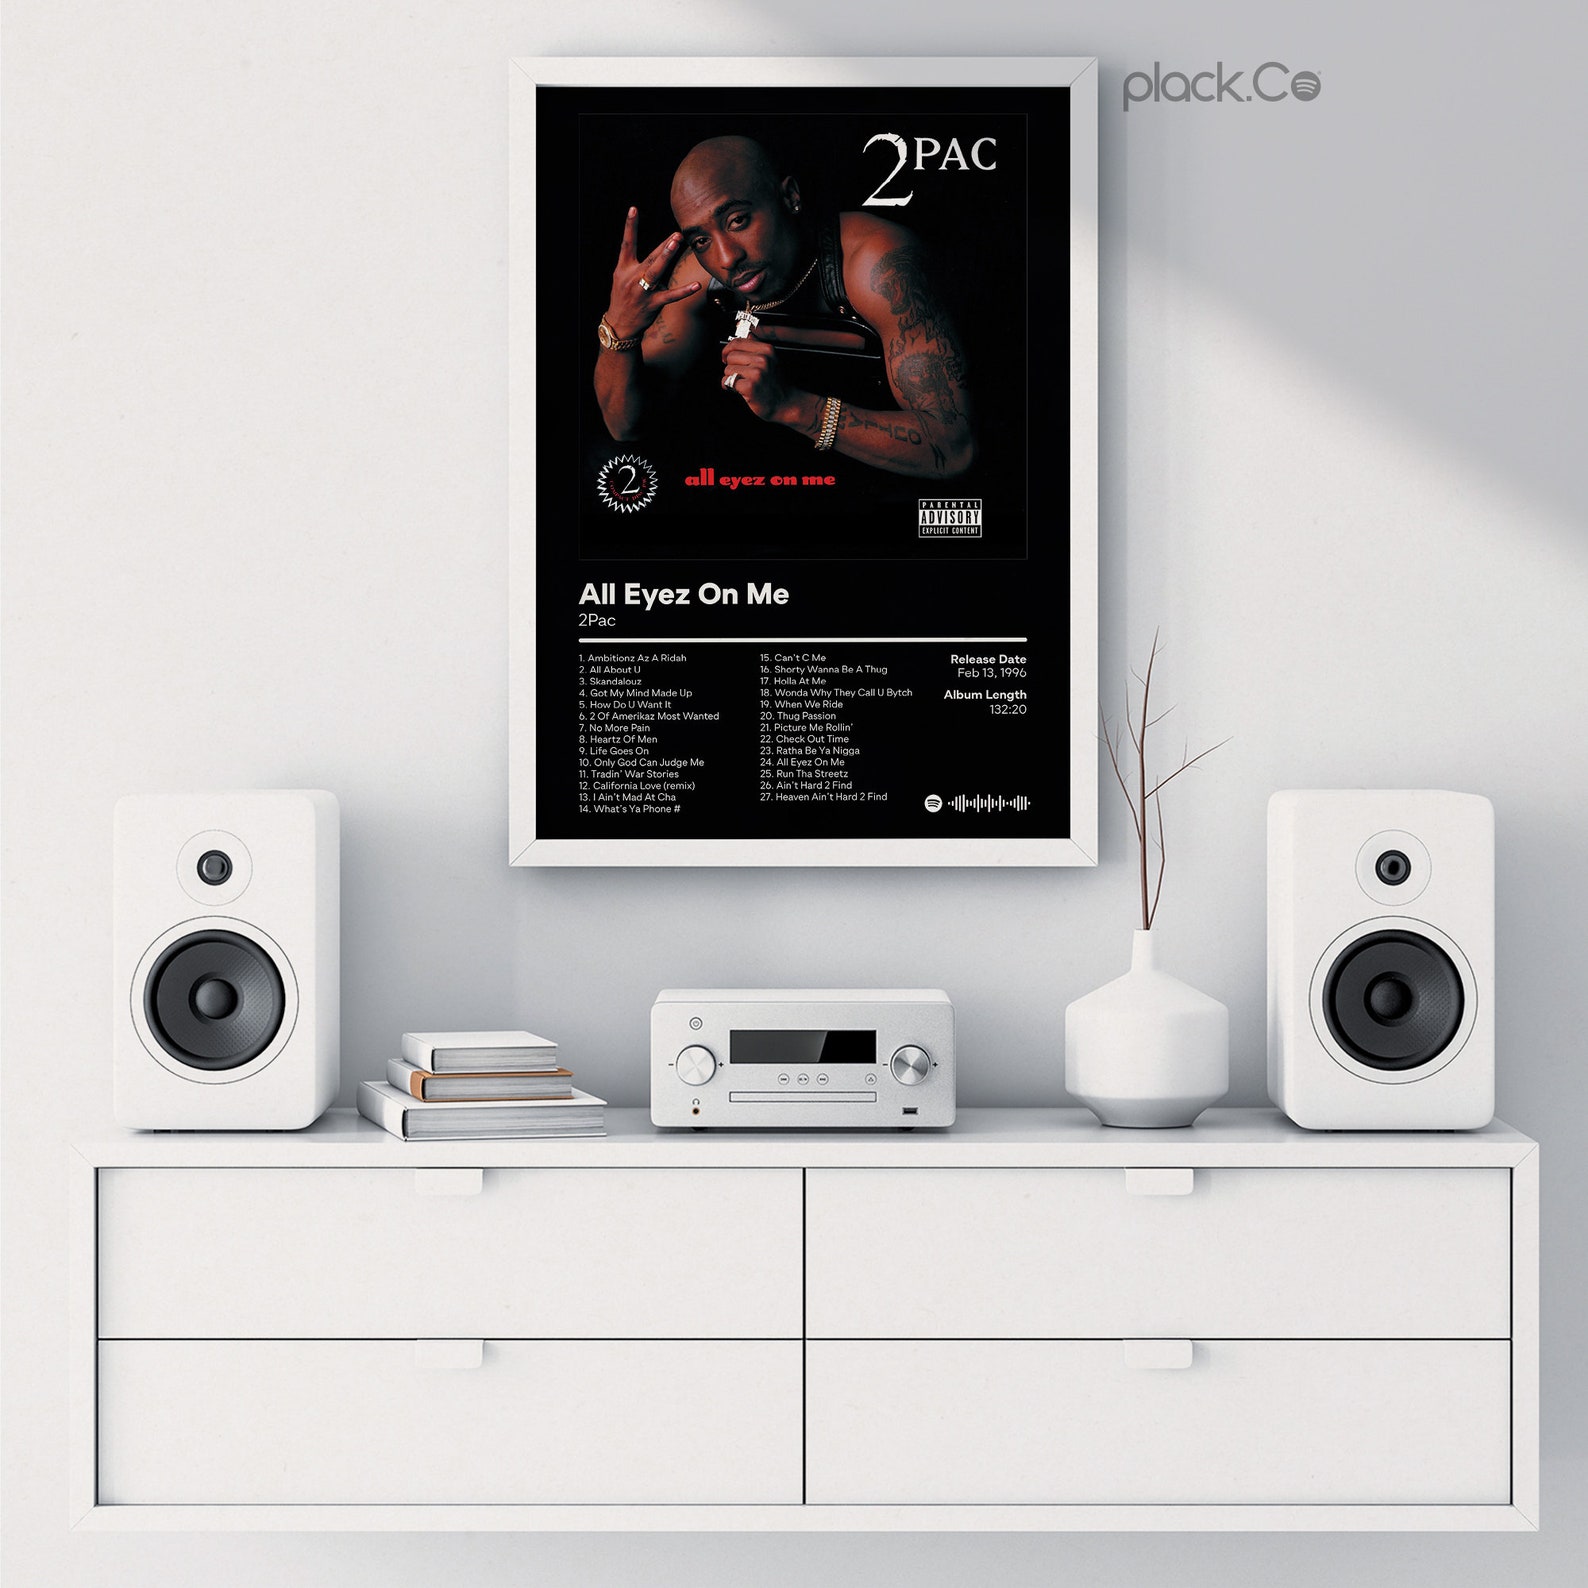 plack.Co
2PAC
2
all eyez on me
PARENTAL
ADVISORY
EXPLICIT CONTENT
All Eyez On Me
2Pac
1. Ambitionz Az A Ridah
2. All About U
3. Skandalouz
4. Got My Mind Made Up
5. How Do U Want It
6. 2 Of Amerikaz Most Wanted
7. No More Pain
8. Heartz Of Men
9. Life Goes On
10. Only God Can Judge Me
11. Tradin' War Stories
12. California Love (remix)
13. I Ain't Mad At Cha
14. What's Ya Phone #
15. Can't C Me
16. Shorty Wanna Be A Thug
17. Holla At Me
18. Wonda Why They Call U Bytch
19. When We Ride
20. Thug Passion
21. Picture Me Rollin'
22. Check Out Time
23. Ratha Be Ya Nigga
24. All Eyez On Me
25. Run Tha Streetz
26. Ain't Hard 2 Find
27. Heaven Ain't Hard 2 Find
Release Date
Feb 13, 1996
Album Length
132:20